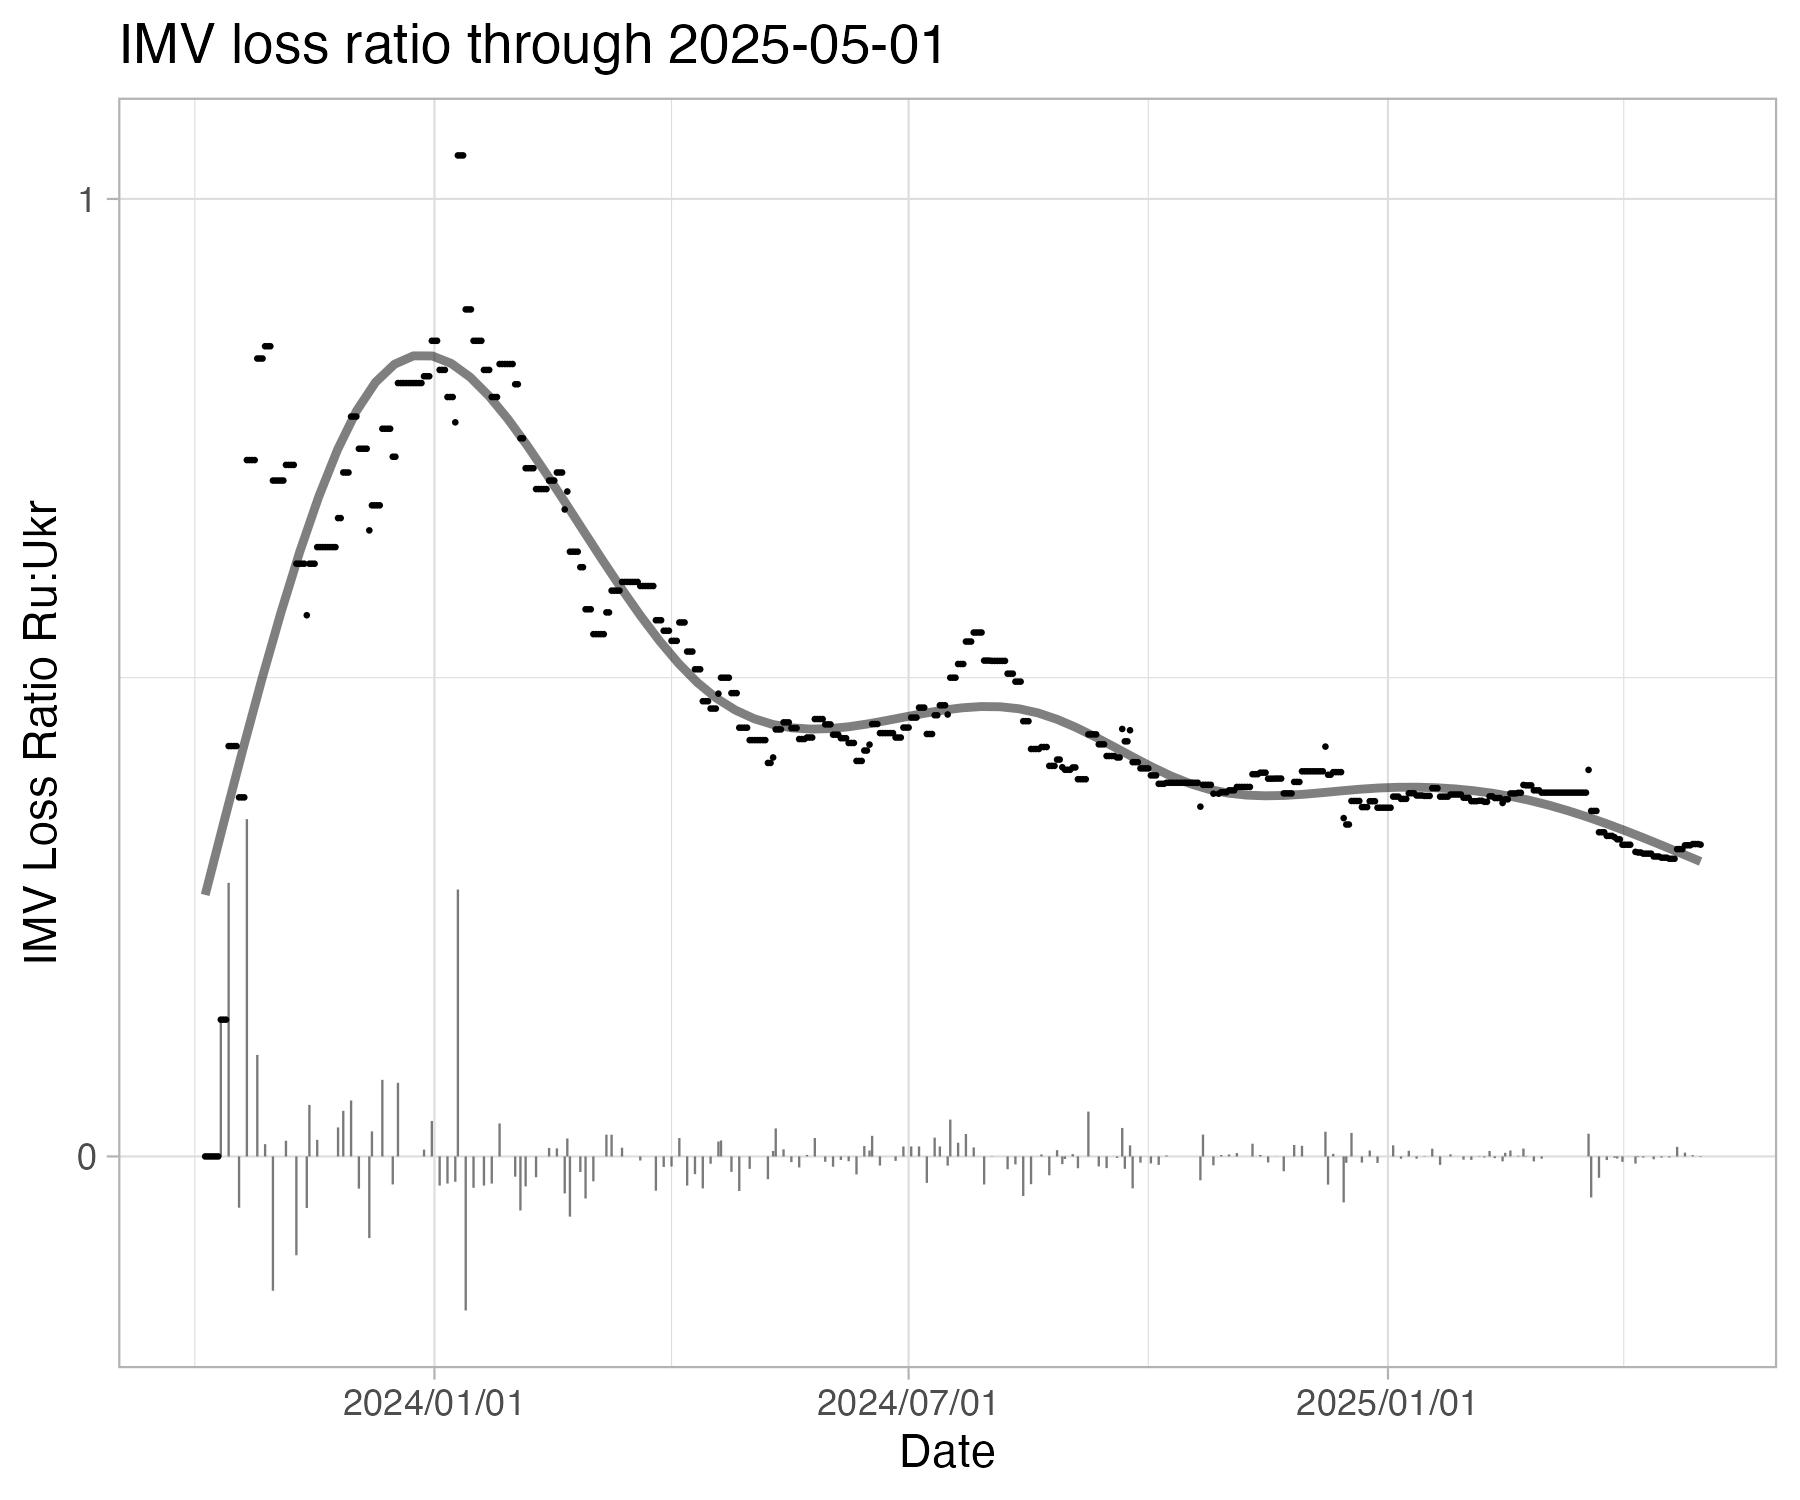 IMV loss ratio through 2025-05-01
IMV Loss Ratio Ru:Ukr
1
0
2024/01/01
2024/07/01
2025/01/01
Date